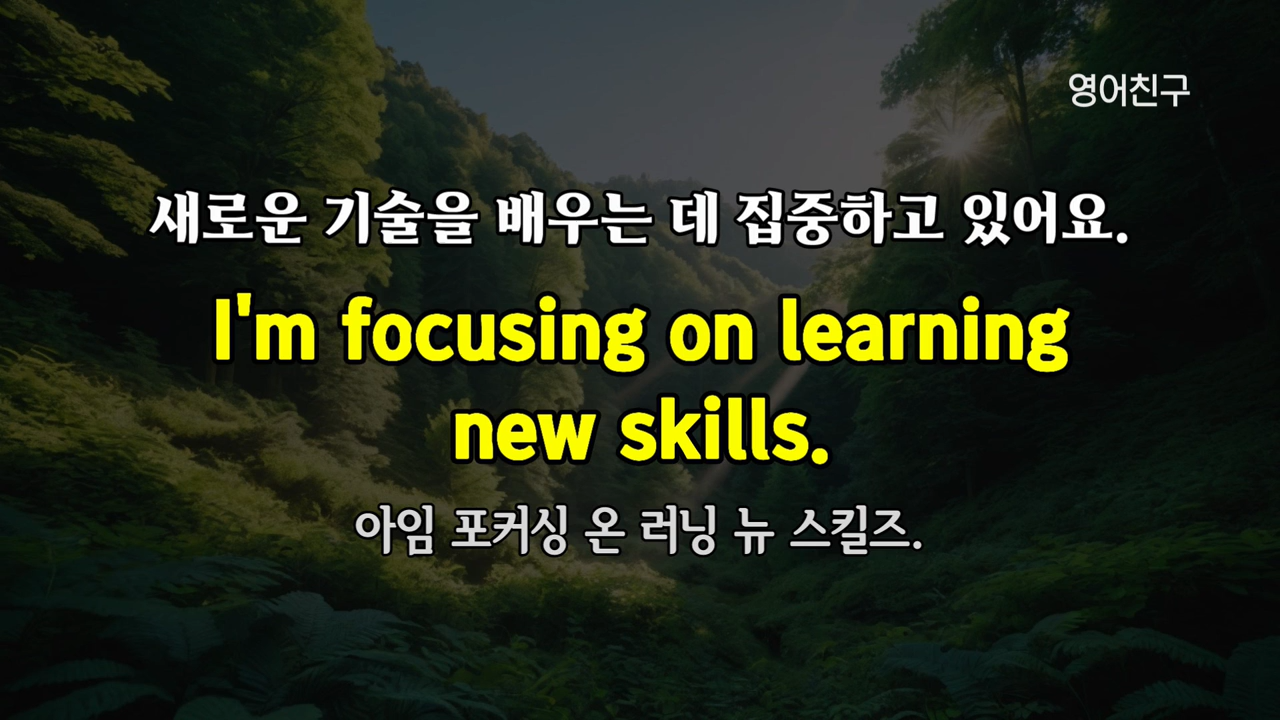 영어친구
새로운 기술을 배우는 데 집중하고 있어요.
I'm focusing on learning
new skills.
아임 포커싱 온 러닝 뉴 스킬즈.